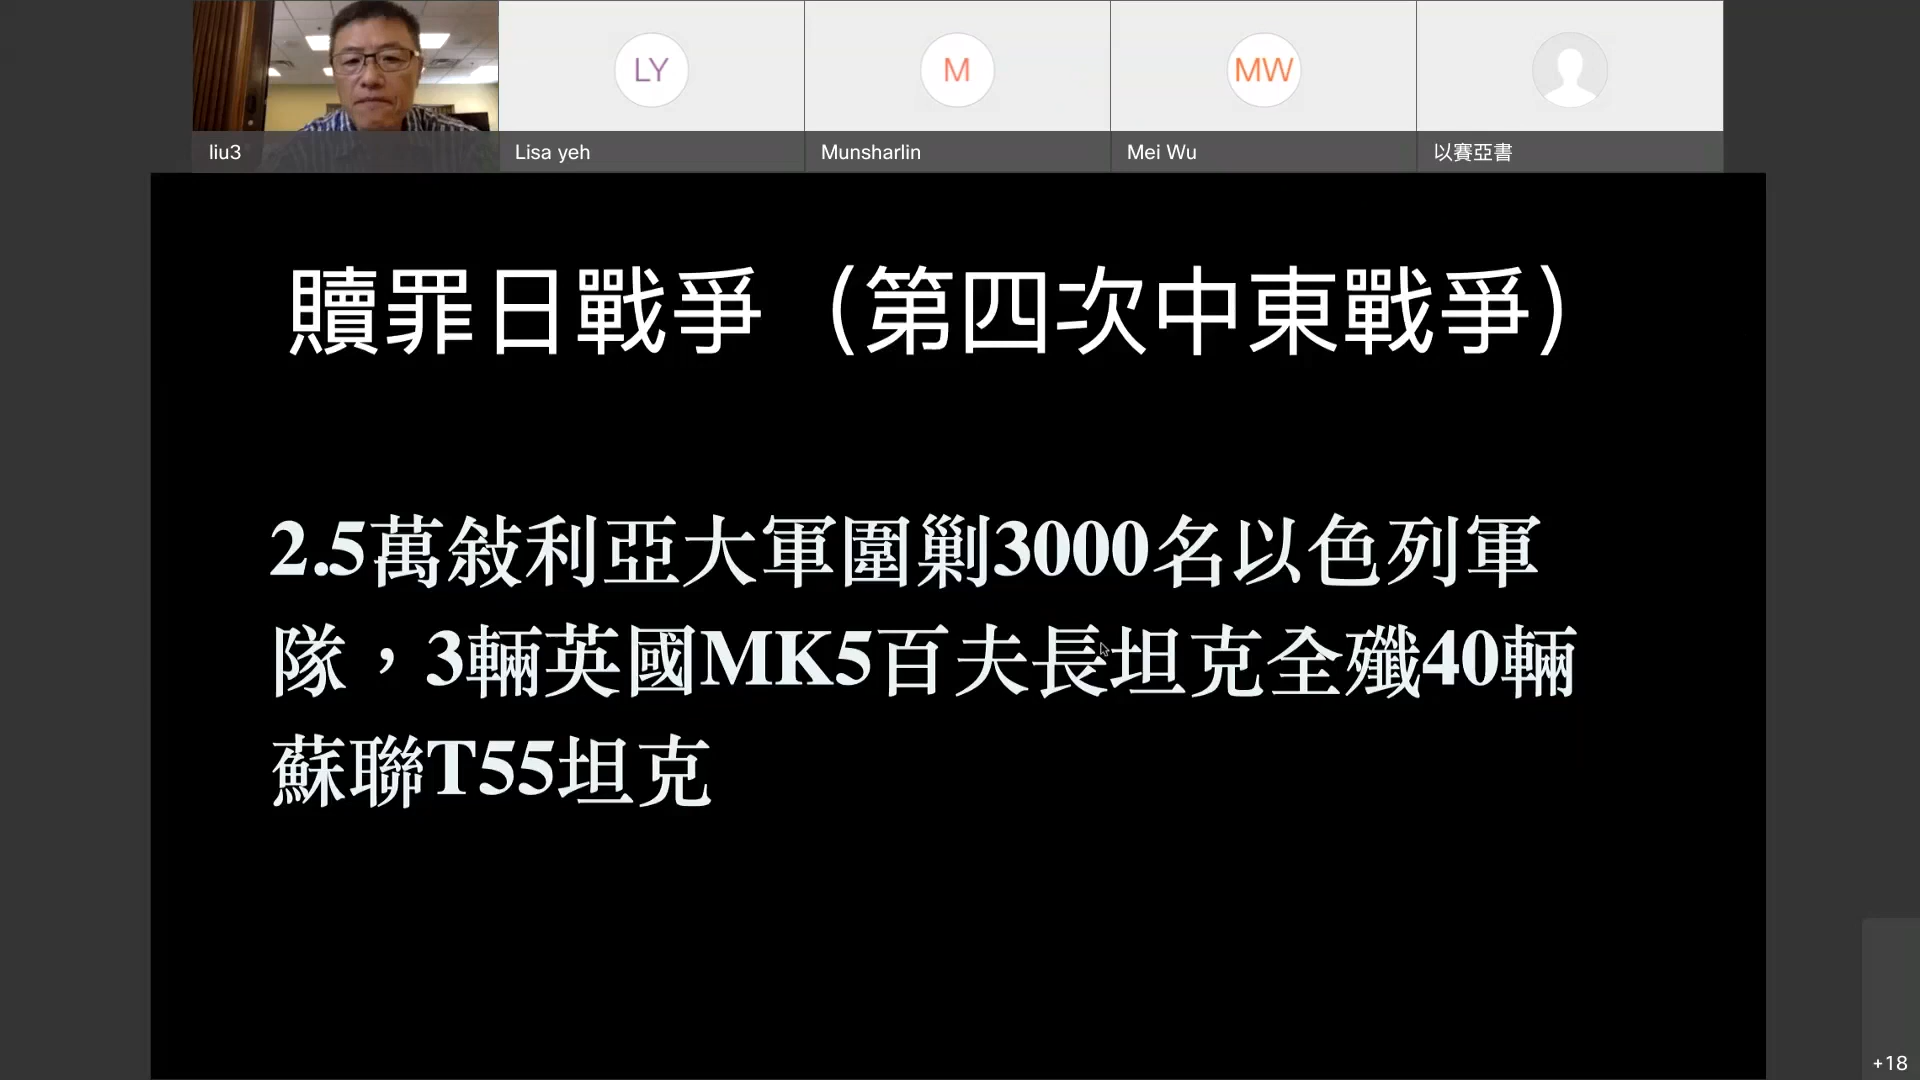 LY
M
MW
liu3
Lisa yeh
Munsharlin
Mei Wu
以賽亞書
贖罪日戰爭（第四次中東戰爭）
2.5萬敍利亞大軍圍剿3000名以色列軍
隊，3輛英國MK5百夫長坦克全殲40輛
蘇聯T55坦克
+18